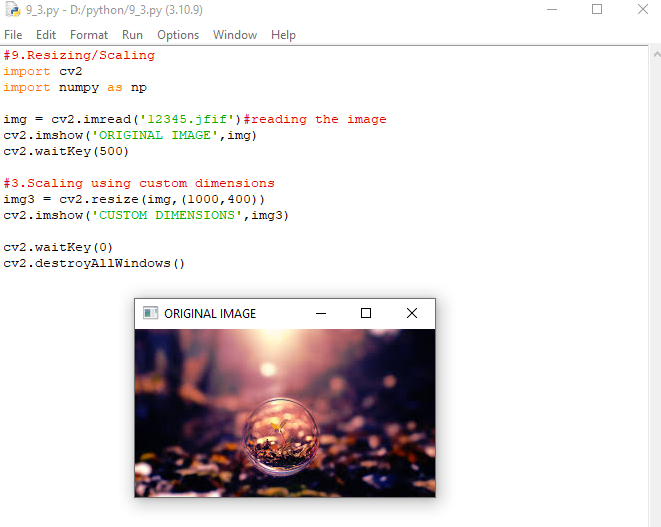 9_3.py - D:/python/9_3.py (3.10.9)
File Edit Format Run Options Window Help
#9.Resizing/Scaling
import cv2
import numpy as np
img = cv2.imread('12345.jfif')#reading the image
cv2.imshow('ORIGINAL IMAGE',img)
cv2.waitKey(500)
#3.Scaling using custom dimensions
img3 = cv2.resize(img,(1000,400))
cv2.imshow('CUSTOM DIMENSIONS',img3)
cv2.waitKey(0)
cv2.destroyAllWindows()
ORIGINAL IMAGE